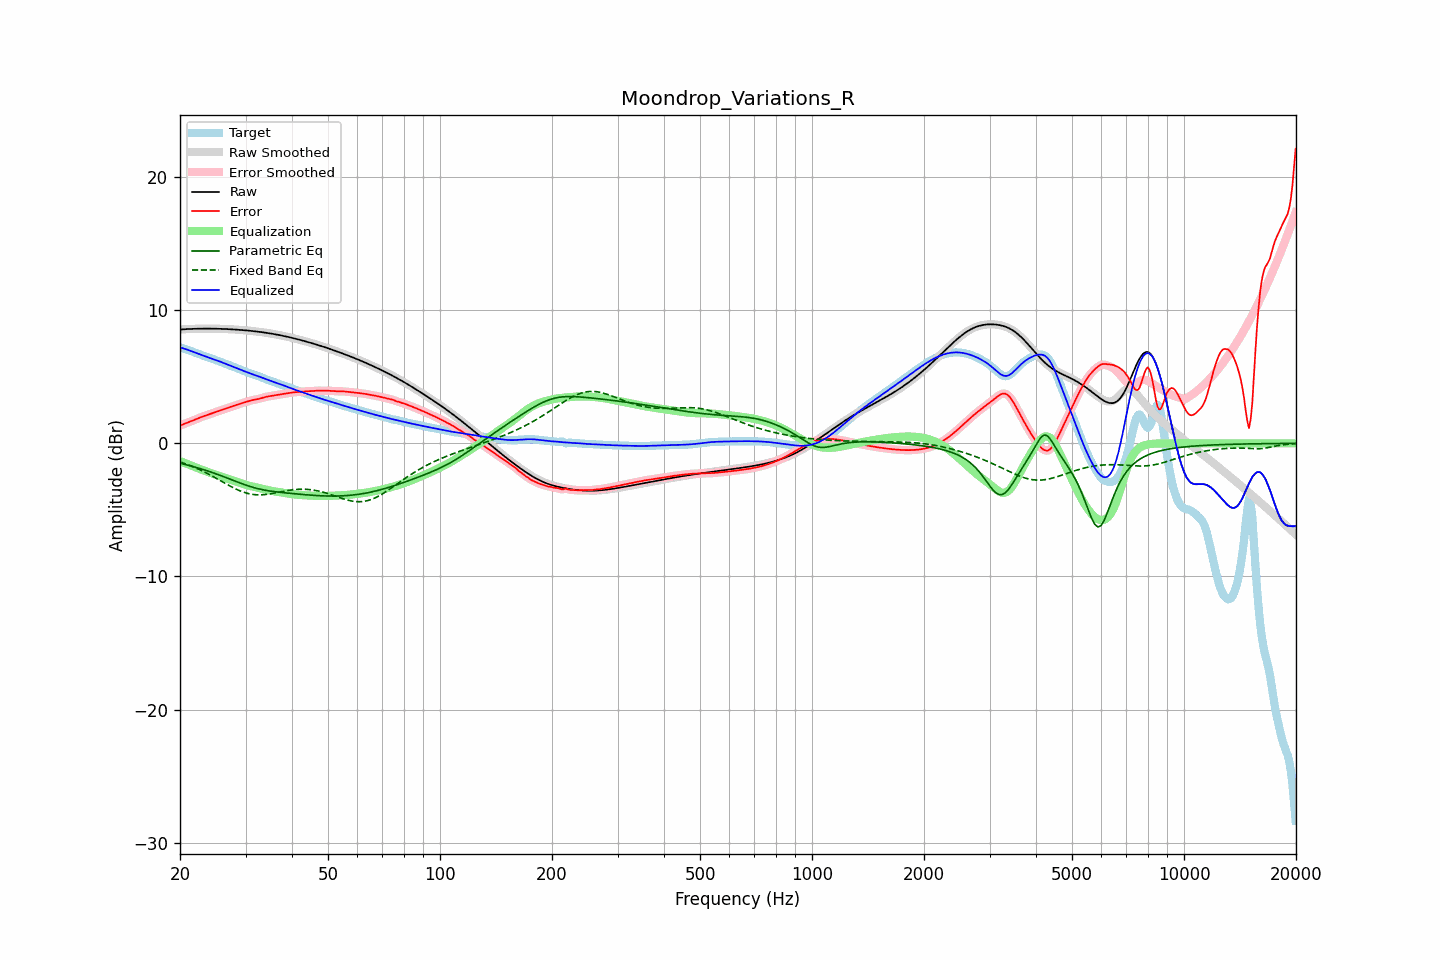 Moondrop_Variations_R
Target
Raw Smoothed
Error Smoothed
Raw
Error
Equalization
Parametric Eq
Fixed Band Eq
Equalized
Amplitude (dBr)
20
10
0
−10
−20
−30
20 50 100 200 500 1000 2000 5000 10000 20000
Frequency (Hz)